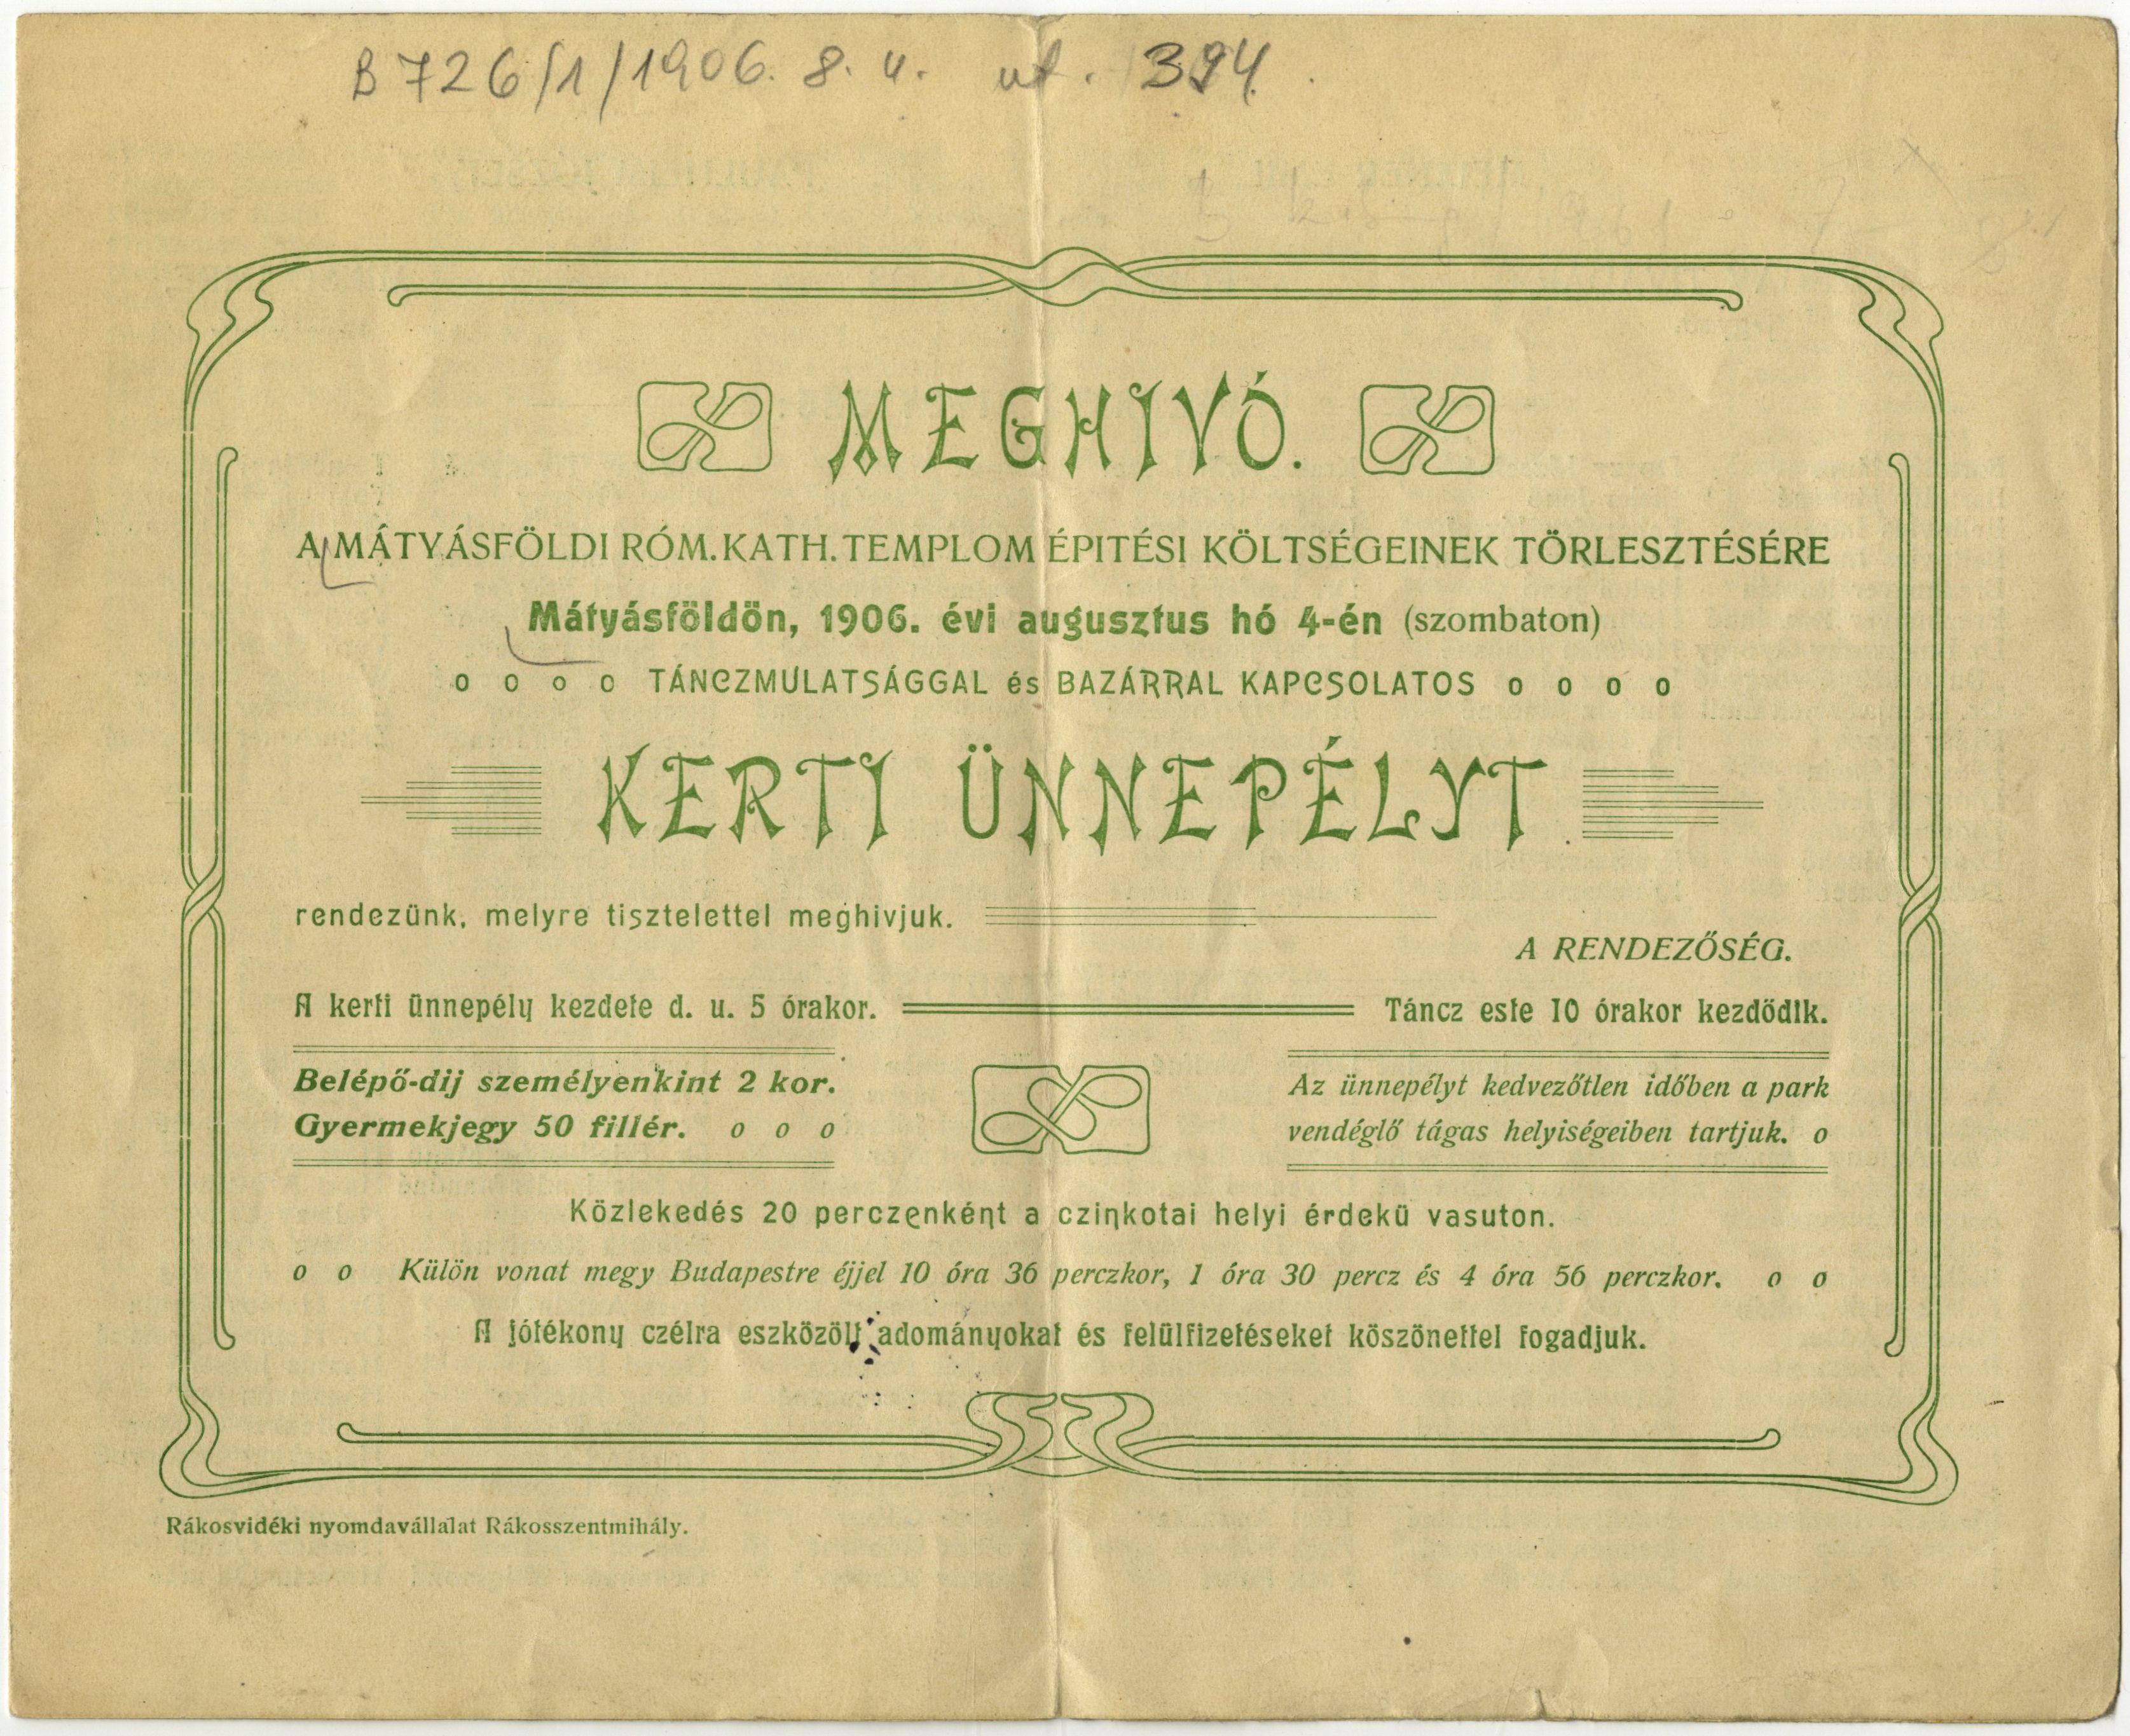 B 726/1/1906. 8. 4. ut. 394.
MEGHIVÓ.
A MÁTYÁSFÖLDI RÓM. KATH. TEMPLOM ÉPITÉSI KÖLTSÉGEINEK TÖRLESZTÉSÉRE
Mátyásföldön, 1906. évi augusztus hó 4-én (szombaton)
o o o o TÁNCZMULATSÁGGAL és BAZÁRRAL KAPCSOLATOS o o o o
KERTI ÜNNEPÉLYT
rendezünk, melyre tisztelettel meghivjuk.
A RENDEZŐSÉG.
A kerti ünnepély kezdete d. u. 5 órakor. Táncz este 10 órakor kezdődik.
Belépő-dij személyenkint 2 kor.
Gyermekjegy 50 fillér. o o o
Az ünnepélyt kedvezőtlen időben a park
vendéglő tágas helyiségeiben tartjuk. o
Közlekedés 20 perczenként a czinkotai helyi érdekü vasuton.
o o Külön vonat megy Budapestre éjjel 10 óra 36 perczkor, 1 óra 30 percz és 4 óra 56 perczkor. o o
A jótékony czélra eszközölt adományokat és felülfizetéseket köszönettel fogadjuk.
Rákosvidéki nyomdavállalat Rákosszentmihály.